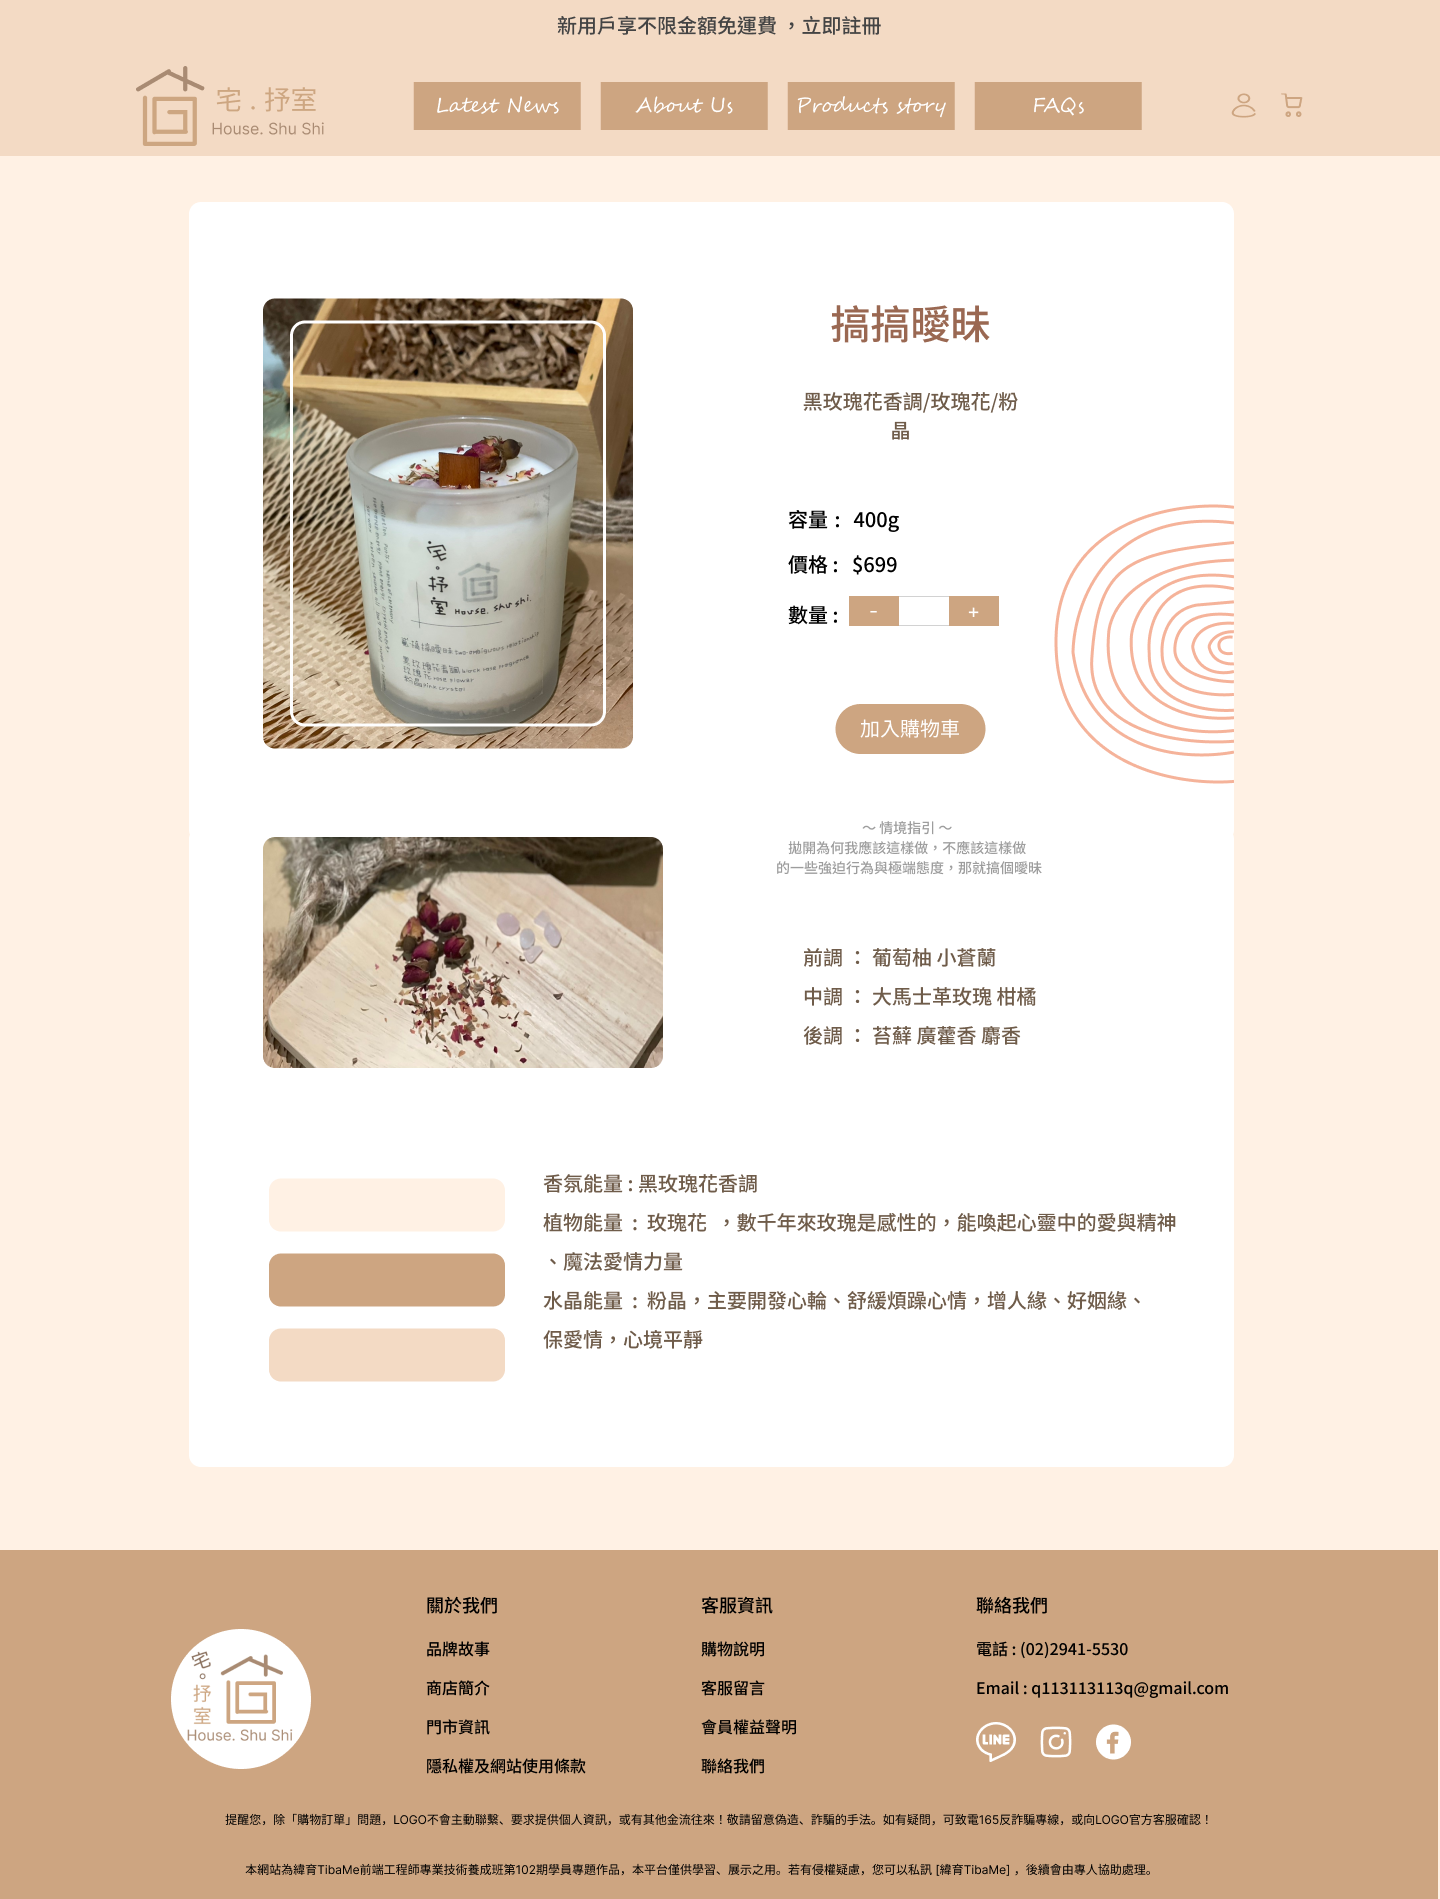 新用戶享不限金額免運費 ，立即註冊
宅 . 抒室
House. Shu Shi
Latest News
About Us
Products story
FAQs
搞搞曖昧
黑玫瑰花香調/玫瑰花/粉
晶
容量 : 400g
價格 : $699
數量 :
-
+
加入購物車
宅。抒室 House. shu shi.
搞搞曖昧 two ambiguous relationship
黑玫瑰花香調 black rose fragrance
玫瑰花 rose flower
粉晶 pink crystal
～ 情境指引 ～
拋開為何我應該這樣做，不應該這樣做
的一些強迫行為與極端態度，那就搞個曖昧
前調 ： 葡萄柚 小蒼蘭
中調 ： 大馬士革玫瑰 柑橘
後調 ： 苔蘚 廣藿香 麝香
香氛能量 : 黑玫瑰花香調
植物能量 : 玫瑰花 ，數千年來玫瑰是感性的，能喚起心靈中的愛與精神
、魔法愛情力量
水晶能量 : 粉晶，主要開發心輪、舒緩煩躁心情，增人緣、好姻緣、
保愛情，心境平靜
宅。抒室
House. Shu Shi
關於我們
品牌故事
商店簡介
門市資訊
隱私權及網站使用條款
客服資訊
購物說明
客服留言
會員權益聲明
聯絡我們
聯絡我們
電話 : (02)2941-5530
Email : q113113113q@gmail.com
LINE
提醒您，除「購物訂單」問題，LOGO不會主動聯繫、要求提供個人資訊，或有其他金流往來！敬請留意偽造、詐騙的手法。如有疑問，可致電165反詐騙專線，或向LOGO官方客服確認！
本網站為緯育TibaMe前端工程師專業技術養成班第102期學員專題作品，本平台僅供學習、展示之用。若有侵權疑慮，您可以私訊 [緯育TibaMe] ，後續會由專人協助處理。